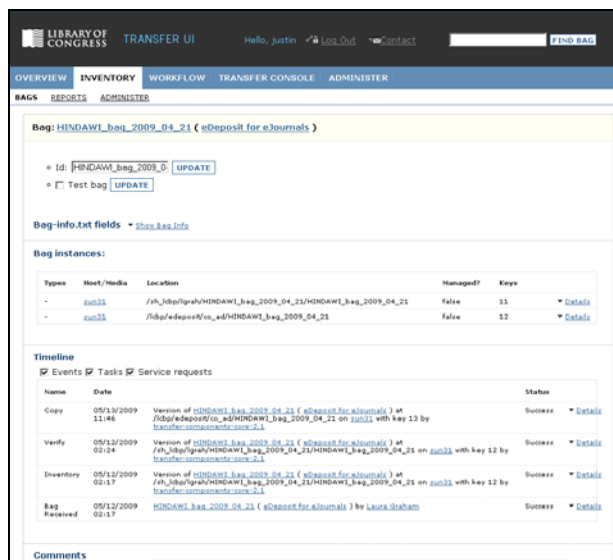 LIBRARY OF CONGRESS TRANSFER UI Hello, justin Log Out Contact FIND BAG
OVERVIEW INVENTORY WORKFLOW TRANSFER CONSOLE ADMINISTER
BAGS REPORTS ADMINISTER
Bag: HINDAWI_bag_2009_04_21 ( eDeposit for eJournals )
Id: HINDAWI_bag_2009_0 UPDATE
Test bag UPDATE
Bag-info.txt fields Show Bag Info
Bag instances:
Types Host/Media Location Managed? Keys
- sun31 /sh_lcbp/lgrah/HINDAWI_bag_2009_04_21/HINDAWI_bag_2009_04_21 false 11 Details
- sun31 /lcbp/edeposit/co_ad/HINDAWI_bag_2009_04_21 false 12 Details
Timeline
Events Tasks Service requests
Name Date Status
Copy 05/13/2009 Version of HINDAWI_bag_2009_04_21 ( eDeposit for eJournals ) at Success Details
11:46 /lcbp/edeposit/co_ad/HINDAWI_bag_2009_04_21 on sun31 with key 13 by
transfer-components-core-2.1
Verify 05/12/2009 Version of HINDAWI_bag_2009_04_21 ( eDeposit for eJournals ) at Success Details
02:24 /sh_lcbp/lgrah/HINDAWI_bag_2009_04_21/HINDAWI_bag_2009_04_21 on sun31 with key 12 by
transfer-components-core-2.1
Inventory 05/12/2009 Version of HINDAWI_bag_2009_04_21 ( eDeposit for eJournals ) at Success Details
02:17 /sh_lcbp/lgrah/HINDAWI_bag_2009_04_21/HINDAWI_bag_2009_04_21 on sun31 with key 12 by
transfer-components-core-2.1
Bag 05/12/2009 HINDAWI_bag_2009_04_21 ( eDeposit for eJournals ) by Laura Graham Success Details
Received 02:17
Comments